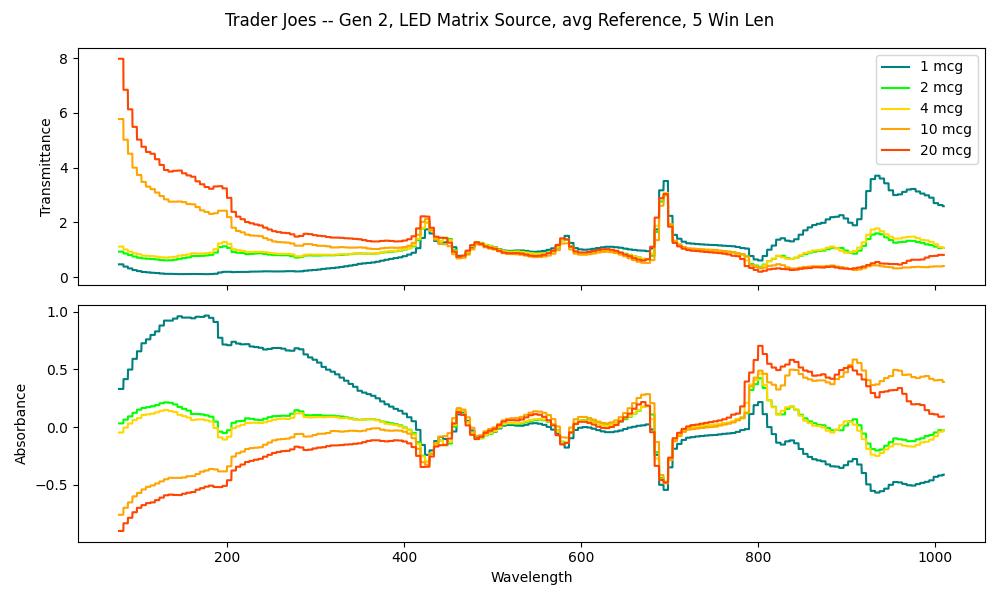 Trader Joes -- Gen 2, LED Matrix Source, avg Reference, 5 Win Len
Transmittance
8
6
4
2
0
1 mcg
2 mcg
4 mcg
10 mcg
20 mcg
Absorbance
1.0
0.5
0.0
−0.5
200
400
600
800
1000
Wavelength